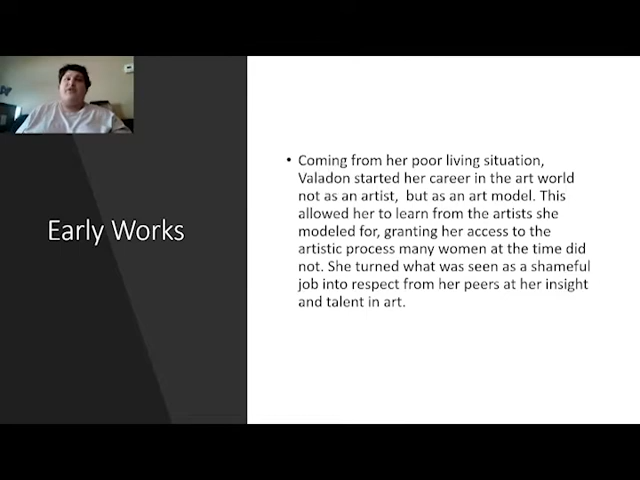 Early Works
• Coming from her poor living situation,
Valadon started her career in the art world
not as an artist,  but as an art model. This
allowed her to learn from the artists she
modeled for, granting her access to the
artistic process many women at the time did
not. She turned what was seen as a shameful
job into respect from her peers at her insight
and talent in art.